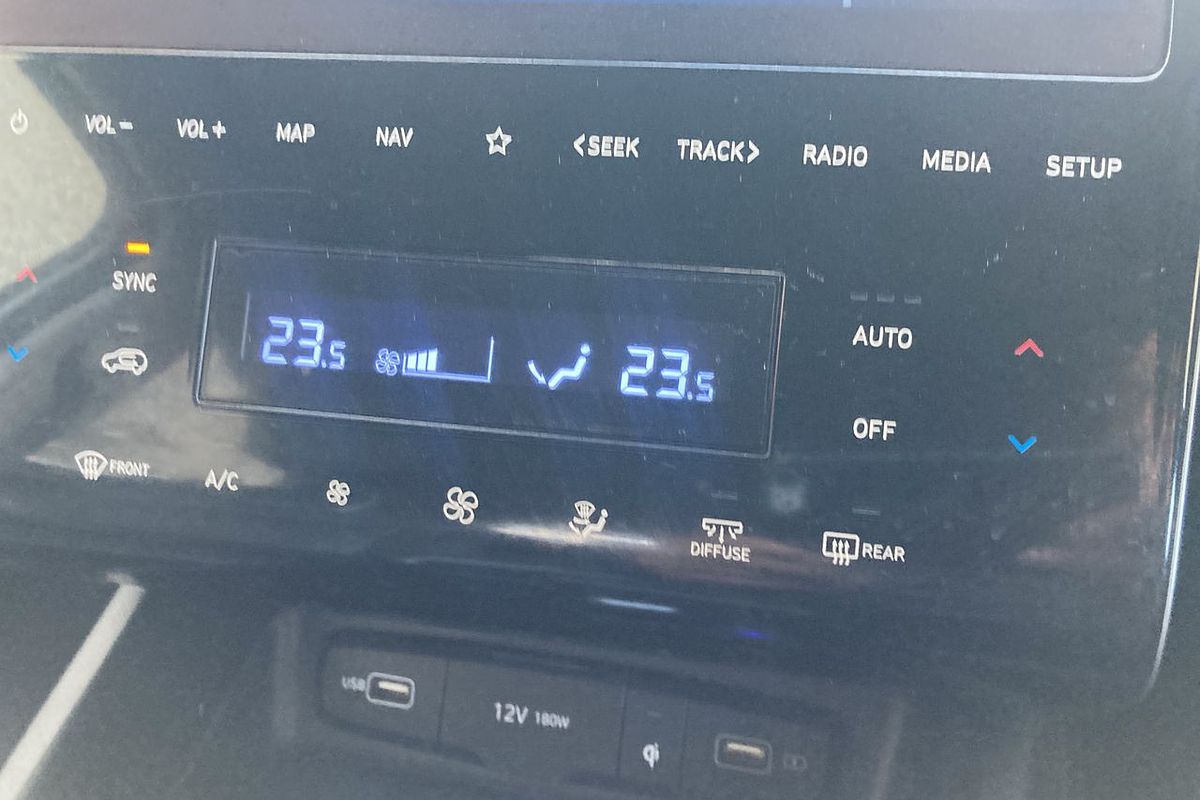 VOL - VOL + MAP NAV < SEEK TRACK > RADIO MEDIA SETUP
SYNC
AUTO
23.5 23.5
OFF
FRONT A/C
DIFFUSE REAR
USB 12V 180W
qi